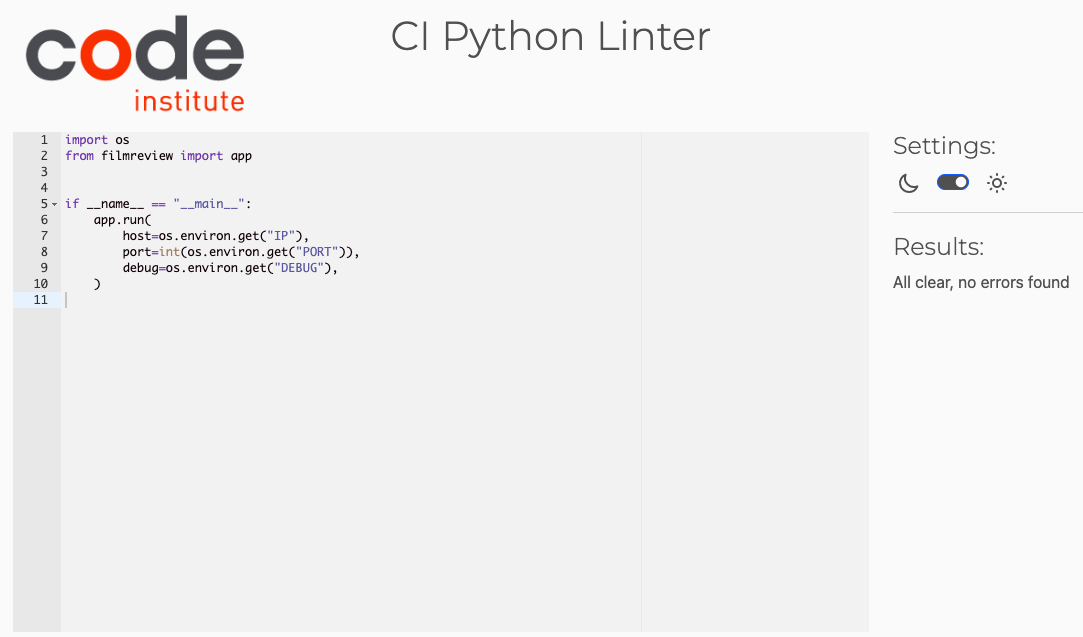 code
institute
CI Python Linter
1 import os
2 from filmreview import app
3
4
5 if __name__ == "__main__":
6     app.run(
7         host=os.environ.get("IP"),
8         port=int(os.environ.get("PORT")),
9         debug=os.environ.get("DEBUG"),
10     )
11
Settings:
Results:
All clear, no errors found